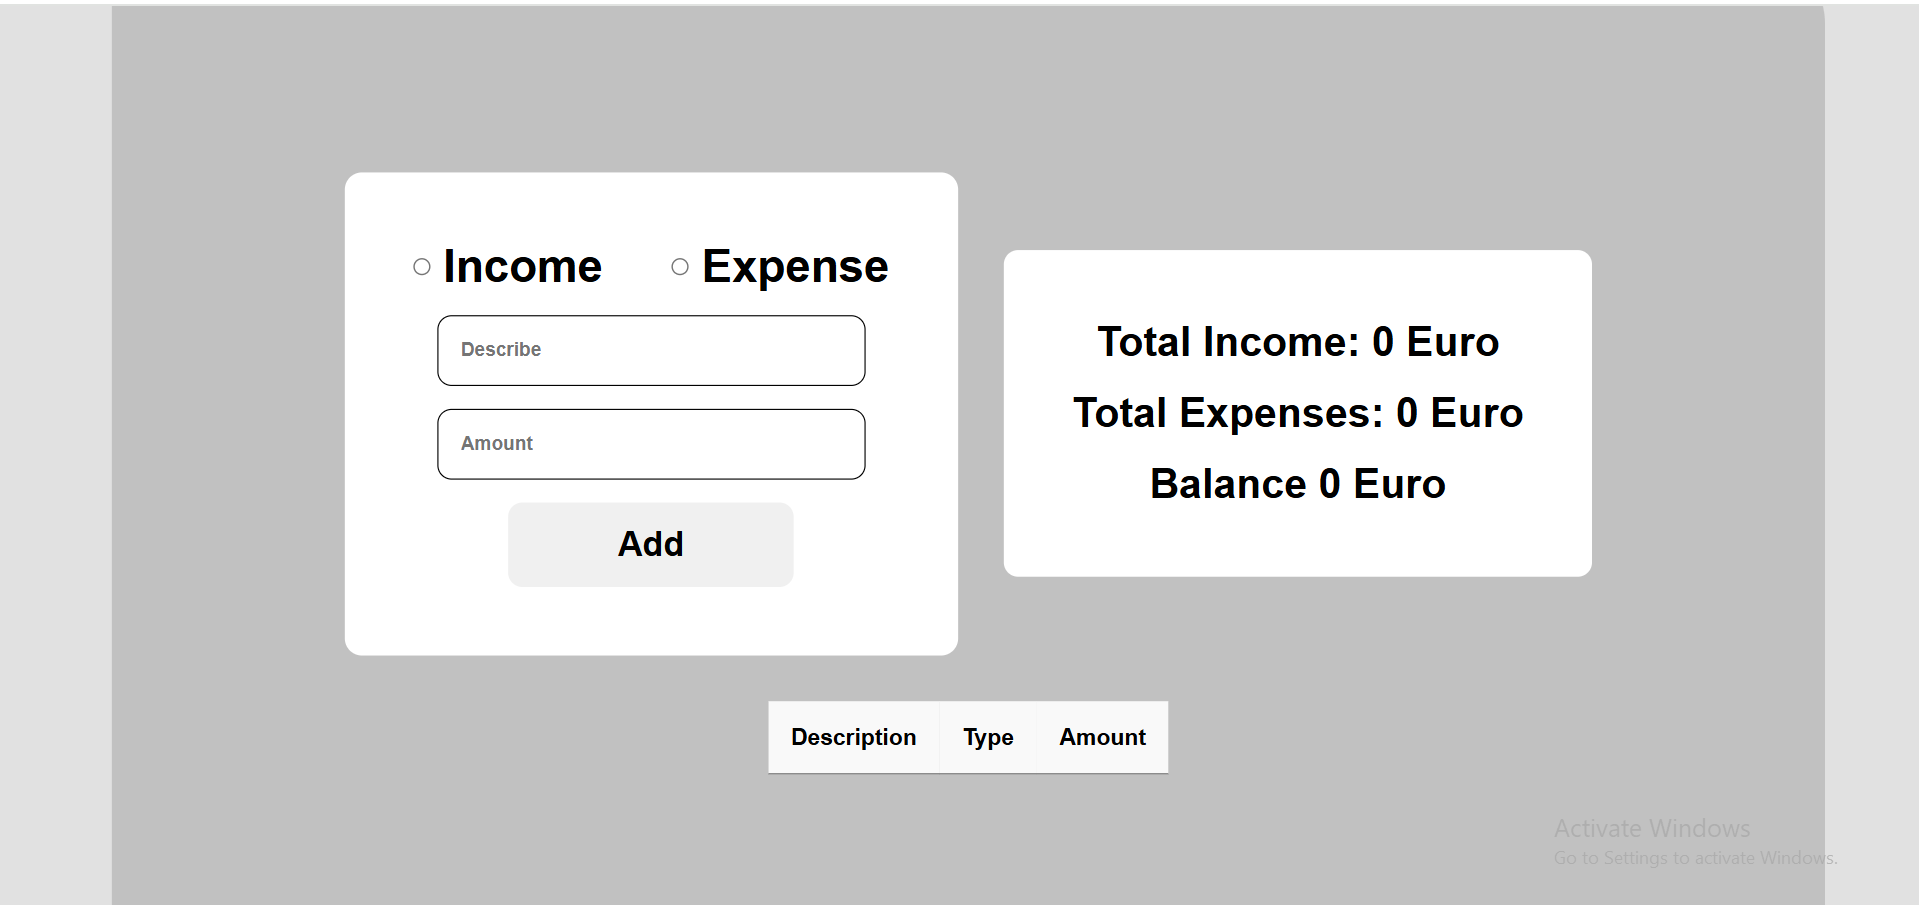 Income Expense
Describe
Amount
Add
Total Income: 0 Euro
Total Expenses: 0 Euro
Balance 0 Euro
Description Type Amount
Activate Windows
Go to Settings to activate Windows.